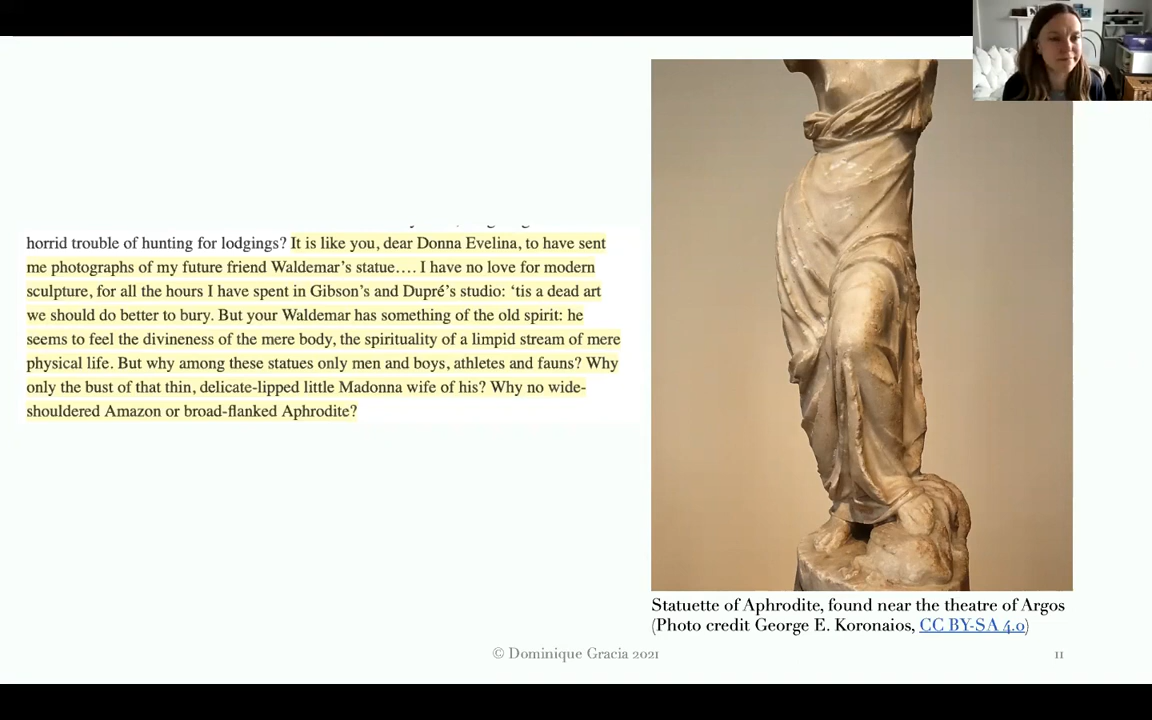 horrid trouble of hunting for lodgings? It is like you, dear Donna Evelina, to have sent
me photographs of my future friend Waldemar’s statue.… I have no love for modern
sculpture, for all the hours I have spent in Gibson’s and Dupré’s studio: ‘tis a dead art
we should do better to bury. But your Waldemar has something of the old spirit: he
seems to feel the divineness of the mere body, the spirituality of a limpid stream of mere
physical life. But why among these statues only men and boys, athletes and fauns? Why
only the bust of that thin, delicate-lipped little Madonna wife of his? Why no wide-
shouldered Amazon or broad-flanked Aphrodite?
Statuette of Aphrodite, found near the theatre of Argos
(Photo credit George E. Koronaios, CC BY-SA 4.0)
© Dominique Gracia 2021
11